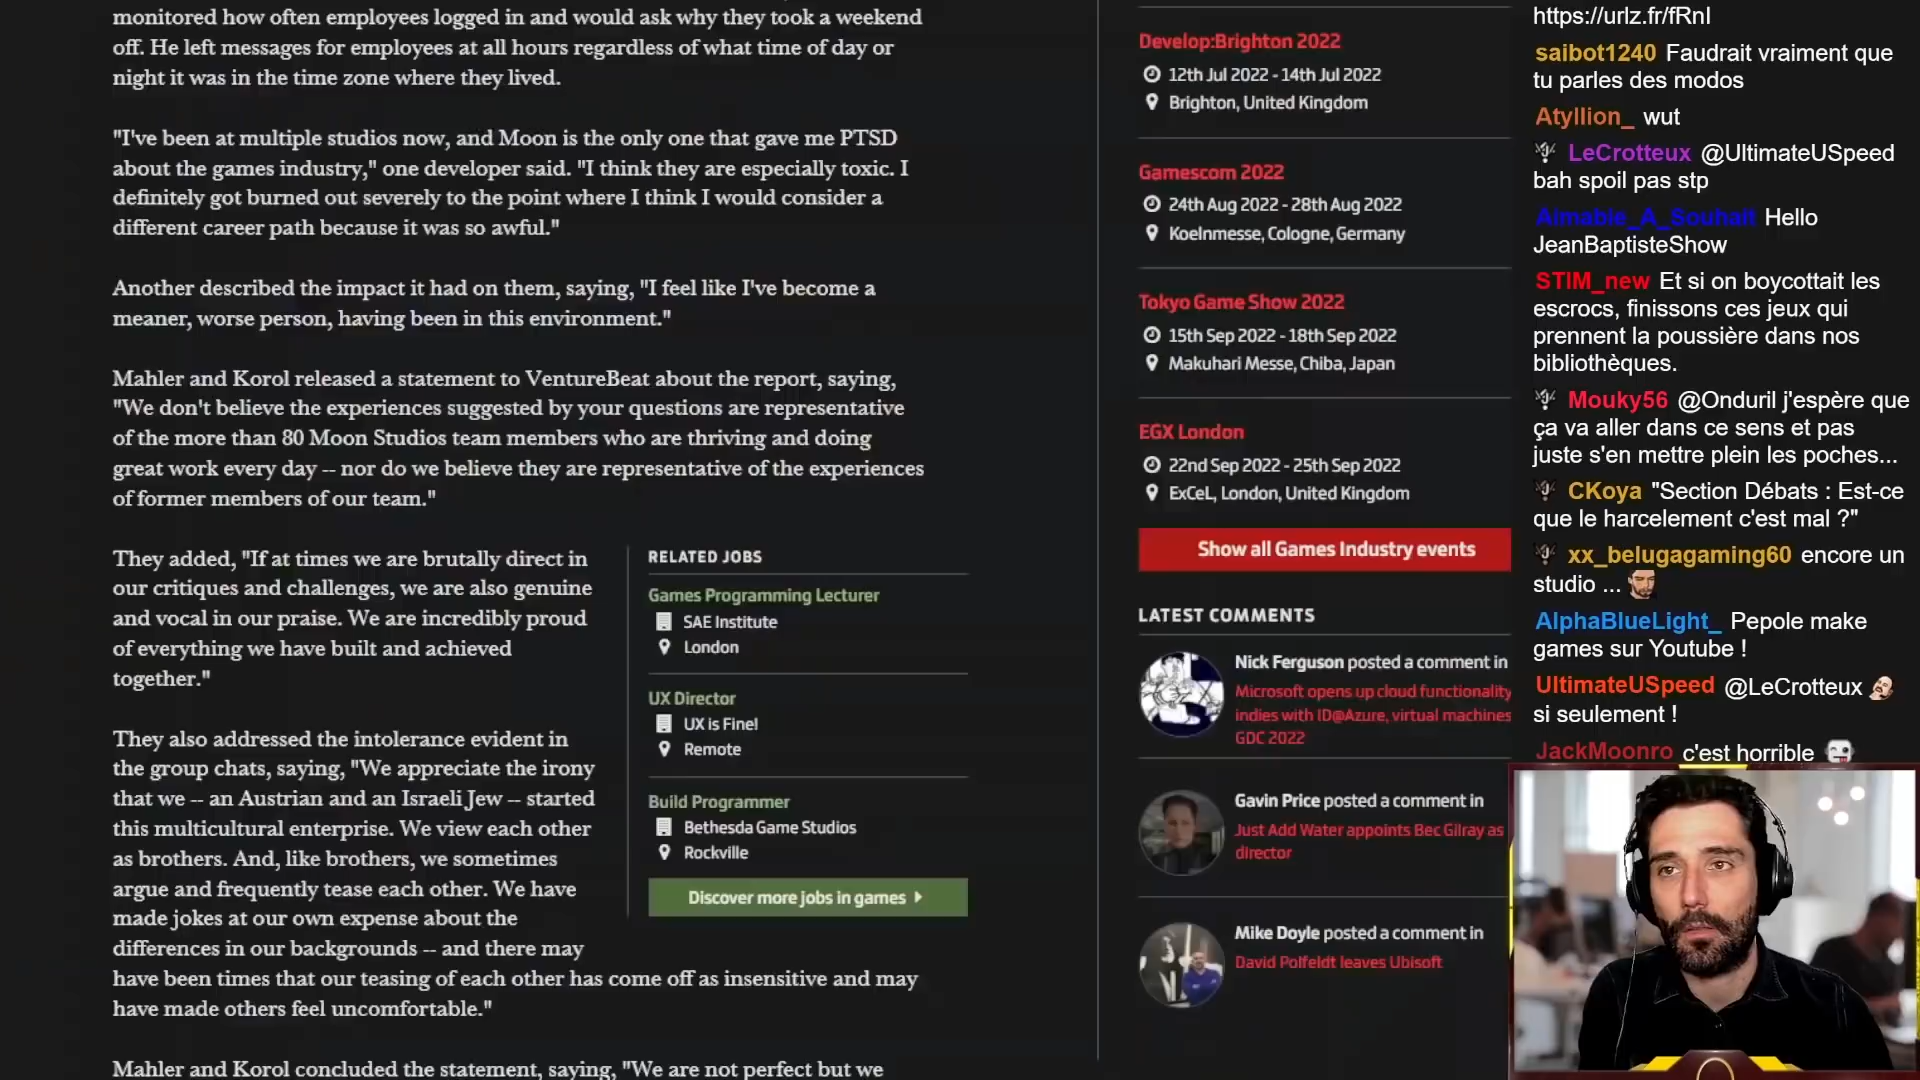 monitored how often employees logged in and would ask why they took a weekend
off. He left messages for employees at all hours regardless of what time of day or
night it was in the time zone where they lived.
"I've been at multiple studios now, and Moon is the only one that gave me PTSD
about the games industry," one developer said. "I think they are especially toxic. I
definitely got burned out severely to the point where I think I would consider a
different career path because it was so awful."
Another described the impact it had on them, saying, "I feel like I've become a
meaner, worse person, having been in this environment."
Mahler and Korol released a statement to VentureBeat about the report, saying,
"We don't believe the experiences suggested by your questions are representative
of the more than 80 Moon Studios team members who are thriving and doing
great work every day -- nor do we believe they are representative of the experiences
of former members of our team."
They added, "If at times we are brutally direct in
our critiques and challenges, we are also genuine
and vocal in our praise. We are incredibly proud
of everything we have built and achieved
together."
They also addressed the intolerance evident in
the group chats, saying, "We appreciate the irony
that we -- an Austrian and an Israeli Jew -- started
this multicultural enterprise. We view each other
as brothers. And, like brothers, we sometimes
argue and frequently tease each other. We have
made jokes at our own expense about the
differences in our backgrounds -- and there may
have been times that our teasing of each other has come off as insensitive and may
have made others feel uncomfortable."
Mahler and Korol concluded the statement, saying, "We are not perfect but we
RELATED JOBS
Games Programming Lecturer
SAE Institute
London
UX Director
UX is Fine!
Remote
Build Programmer
Bethesda Game Studios
Rockville
Discover more jobs in games
Develop:Brighton 2022
12th Jul 2022 - 14th Jul 2022
Brighton, United Kingdom
Gamescom 2022
24th Aug 2022 - 28th Aug 2022
Koelnmesse, Cologne, Germany
Tokyo Game Show 2022
15th Sep 2022 - 18th Sep 2022
Makuhari Messe, Chiba, Japan
EGX London
22nd Sep 2022 - 25th Sep 2022
ExCeL, London, United Kingdom
Show all Games Industry events
LATEST COMMENTS
Nick Ferguson posted a comment in
Microsoft opens up cloud functionality
indies with ID@Azure, virtual machines
GDC 2022
Gavin Price posted a comment in
Just Add Water appoints Bec Gilray as
director
Mike Doyle posted a comment in
David Polfeldt leaves Ubisoft
https://urlz.fr/fRnI
saibot1240 Faudrait vraiment que
tu parles des modos
Atyllion_ wut
LeCrotteux @UltimateUSpeed
bah spoil pas stp
Aimable_A_Souhait Hello
JeanBaptisteShow
STIM_new Et si on boycottait les
escrocs, finissons ces jeux qui
prennent la poussière dans nos
bibliothèques.
Mouky56 @Onduril j'espère que
ça va aller dans ce sens et pas
juste s'en mettre plein les poches...
CKoya "Section Débats : Est-ce
que le harcelement c'est mal ?"
xx_belugagaming60 encore un
studio ...
AlphaBlueLight_ Pepole make
games sur Youtube !
UltimateUSpeed @LeCrotteux
si seulement !
JackMoonro c'est horrible